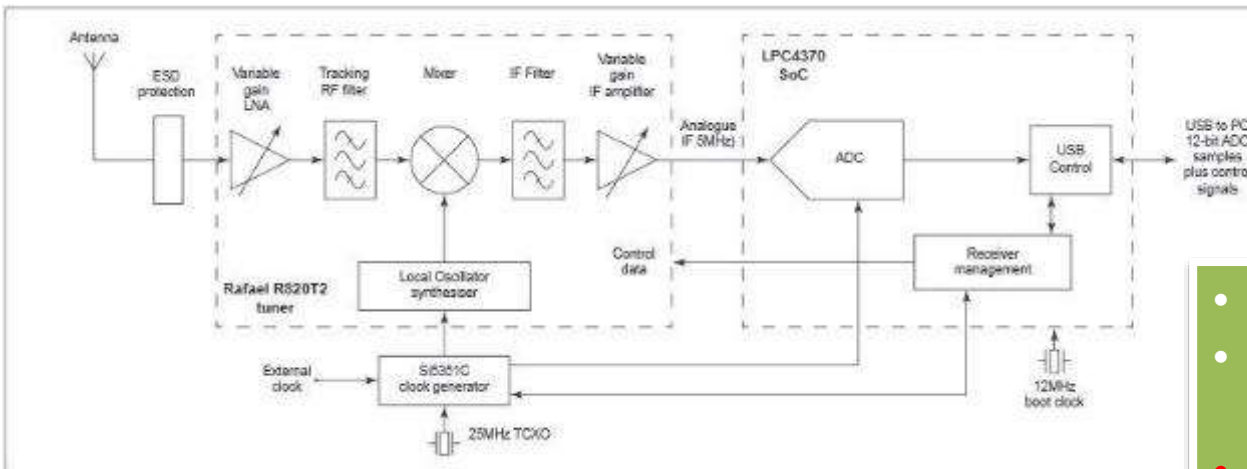 Antenna
ESD
protection
Variable
gain
LNA
Tracking
RF filter
Mixer
IF Filter
Variable
gain
IF amplifier
Analogue
(IF 5MHz)
LPC4370
SoC
ADC
USB
Control
USB to PC
12-bit ADC
samples
plus control
signals
Receiver
management
Control
data
Local Oscillator
synthesiser
Rafael R820T2
tuner
External
clock
Si5351C
clock generator
25MHz TCXO
12MHz
boot clock